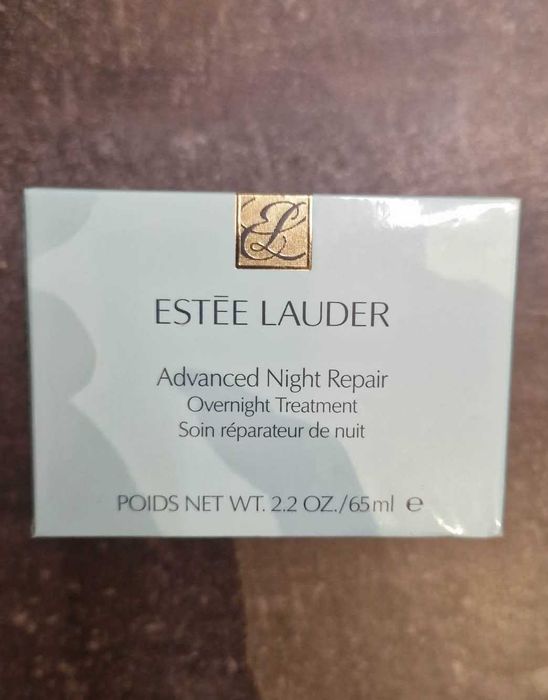 EL
ESTĒE LAUDER
Advanced Night Repair
Overnight Treatment
Soin réparateur de nuit
POIDS NET WT. 2.2 OZ./65ml ℮